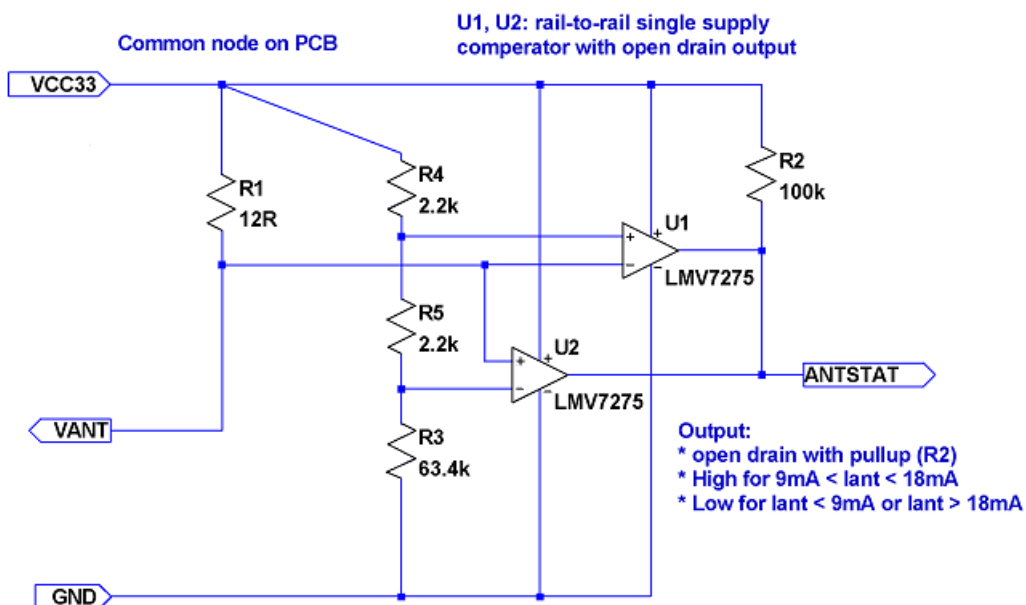 Common node on PCB
U1, U2: rail-to-rail single supply
comperator with open drain output
VCC33
R4
2.2k
R2
100k
R1
12R
U1
+
−
+
−
LMV7275
R5
2.2k
U2
+
−
+
−
LMV7275
ANTSTAT
VANT
R3
63.4k
Output:
* open drain with pullup (R2)
* High for 9mA < Iant < 18mA
* Low for Iant < 9mA or Iant > 18mA
GND